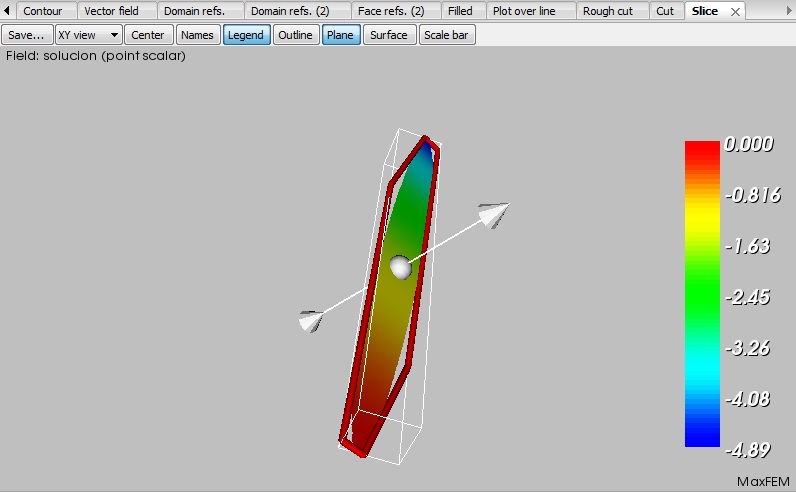 Contour Vector field Domain refs. Domain refs. (2) Face refs. (2) Filled Plot over line Rough cut Cut Slice
Save... XY view Center Names Legend Outline Plane Surface Scale bar
Field: solucion (point scalar)
0.000
-0.816
-1.63
-2.45
-3.26
-4.08
-4.89
MaxFEM